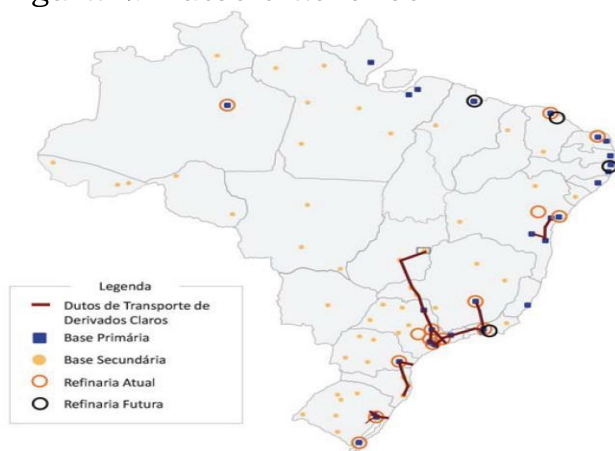 Legenda
Dutos de Transporte de
Derivados Claros
Base Primária
Base Secundária
Refinaria Atual
Refinaria Futura